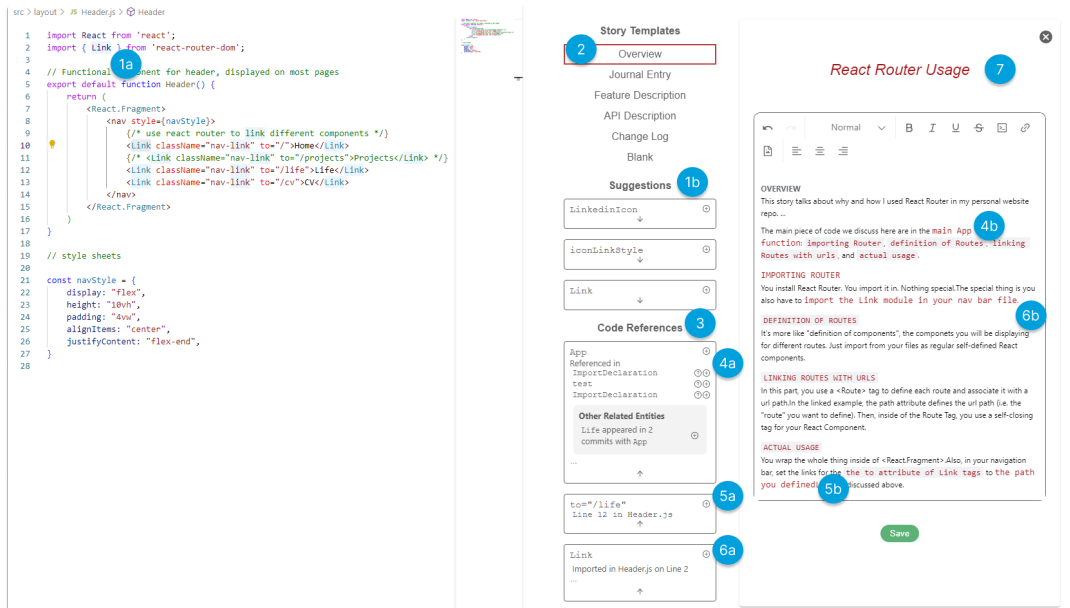 src > layout > JS Header.js > Header
1 import React from 'react';
2 import { Link } from 'react-router-dom';
3
1a
4 // Functional component for header, displayed on most pages
5 export default function Header() {
6 return (
7 <React.Fragment>
8 <nav style={navStyle}>
9 {/* use react router to link different components */}
10 <Link className="nav-link" to="/">Home</Link>
11 {/* <Link className="nav-link" to="/projects">Projects</Link> */}
12 <Link className="nav-link" to="/life">Life</Link>
13 <Link className="nav-link" to="/cv">CV</Link>
14 </nav>
15 </React.Fragment>
16 )
17 }
18
19 // style sheets
20
21 const navStyle = {
22 display: "flex",
23 height: "10vh",
24 padding: "4vw",
25 alignItems: "center",
26 justifyContent: "flex-end",
27 }
28
Story Templates
2
Overview
Journal Entry
Feature Description
API Description
Change Log
Blank
Suggestions
1b
LinkedinIcon
iconLinkStyle
Link
Code References
3
App
4a
Referenced in
ImportDeclaration
test
ImportDeclaration
Other Related Entities
Life appeared in 2
commits with App
...
to="/life"
5a
Line 12 in Header.js
Link
6a
Imported in Header.js on Line 2
...
React Router Usage
7
Normal
B I U S
OVERVIEW
This story talks about why and how I used React Router in my personal website
repo. ...
The main piece of code we discuss here are in the main App
4b
function: importing Router, definition of Routes, linking
Routes with urls, and actual usage.
IMPORTING ROUTER
You install React Router. You import it in. Nothing special.The special thing is you
also have to import the Link module in your nav bar file.
6b
DEFINITION OF ROUTES
It's more like "definition of components", the componets you will be displaying
for different routes. Just import from your files as regular self-defined React
components.
LINKING ROUTES WITH URLS
In this part, you use a <Route> tag to define each route and associate it with a
url path.In the linked example, the path attribute defines the url path (i.e. the
"route" you want to define). Then, inside of the Route Tag, you use a self-closing
tag for your React Component.
ACTUAL USAGE
You wrap the whole thing inside of <React.Fragment>.Also, in your navigation
bar, set the links for the the to attribute of Link tags to the path
you defined discussed above.
5b
Save